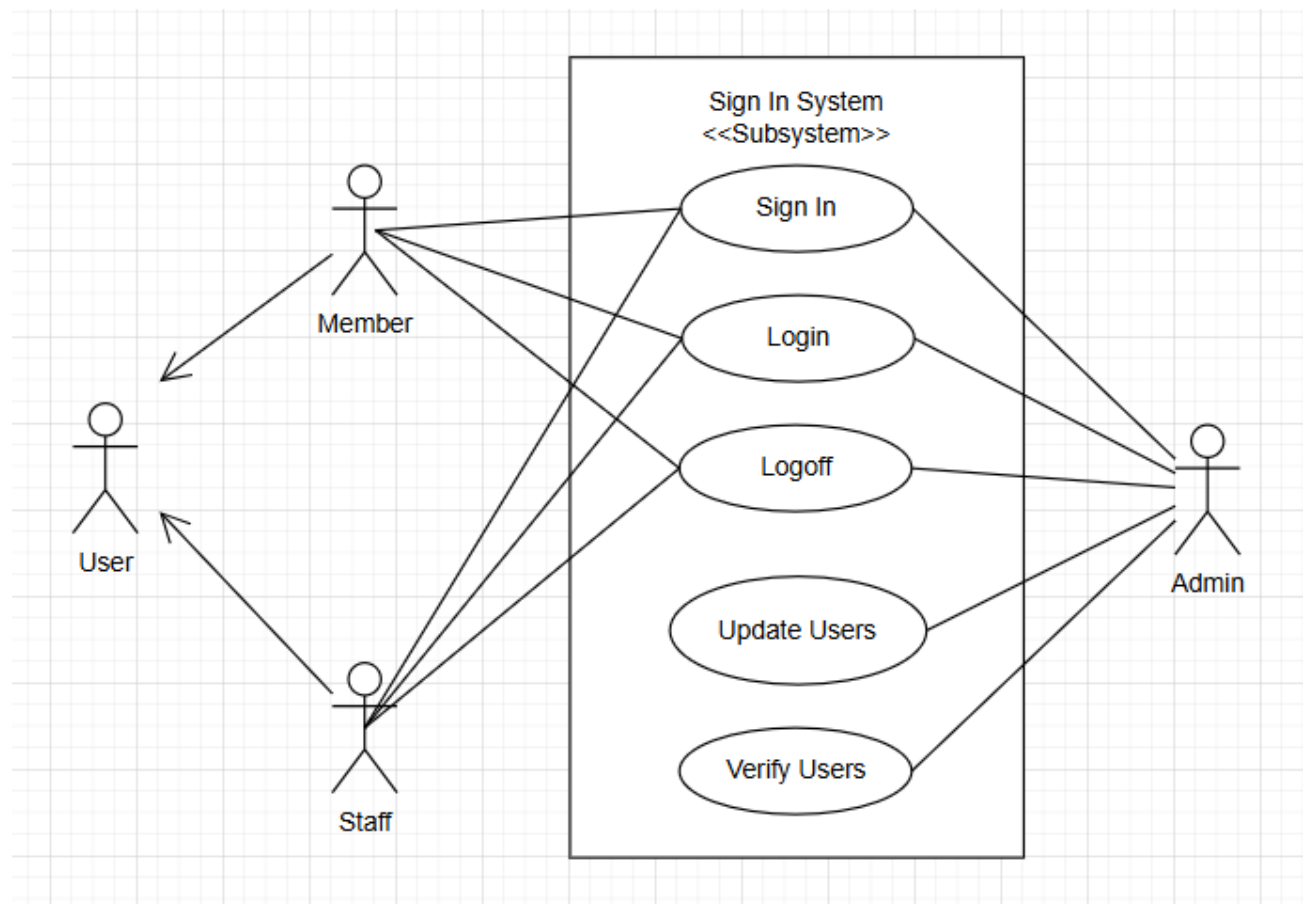 Sign In System
<<Subsystem>>
Sign In
Member
Login
Logoff
User
Admin
Update Users
Verify Users
Staff